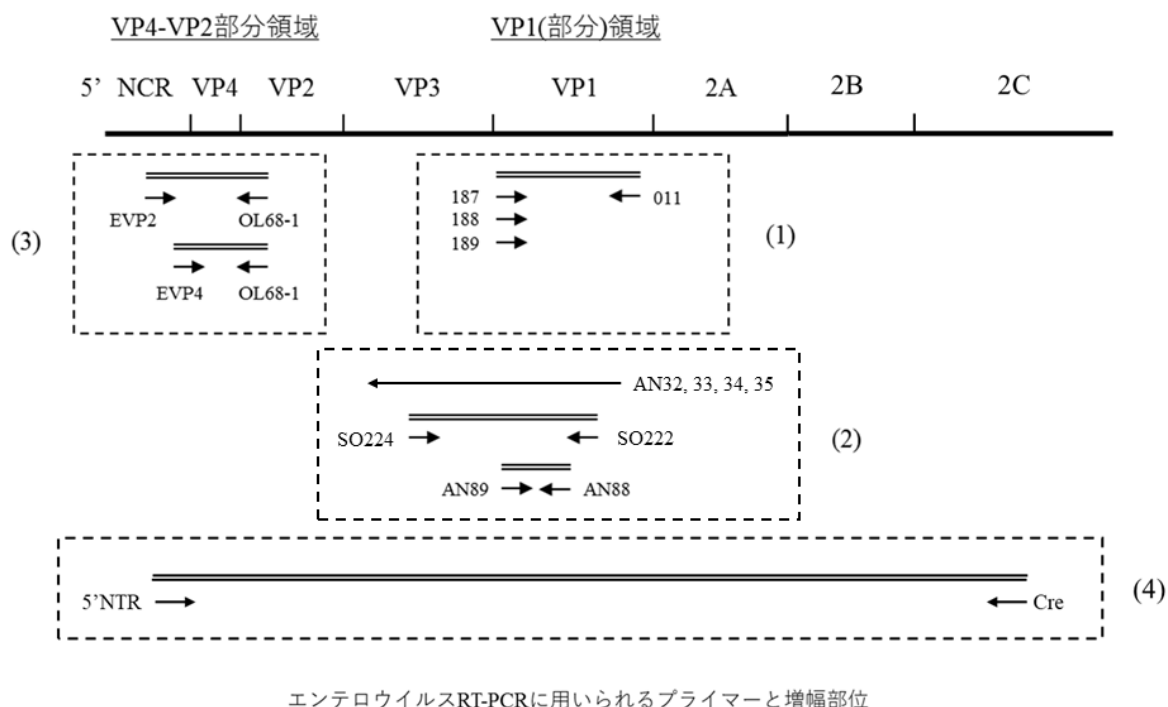 VP4-VP2部分領域 VP1(部分)領域
5’ NCR VP4 VP2 VP3 VP1 2A 2B 2C
187 011
EVP2 OL68-1 188
(3) 189 (1)
EVP4 OL68-1
AN32, 33, 34, 35
SO224 SO222 (2)
AN89 AN88
5’NTR Cre (4)
エンテロウイルスRT-PCRに用いられるプライマーと増幅部位